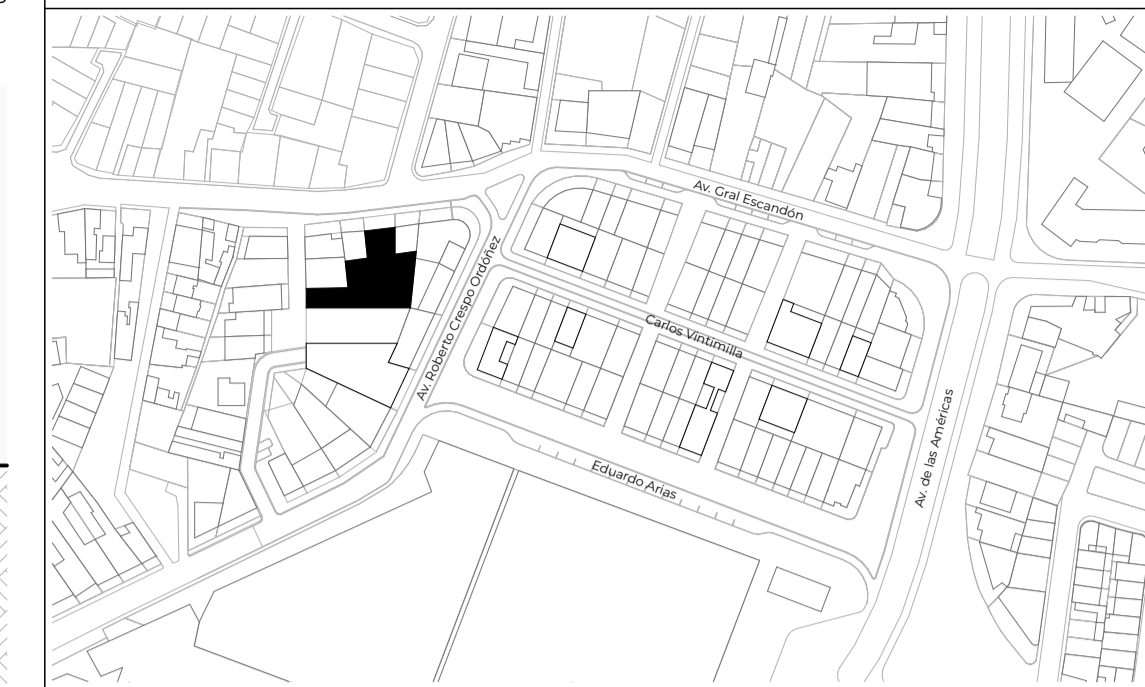 Av. Gral Escandón
Av. Roberto Crespo Ordóñez
Carlos Vintimilla
Av. de las Américas
Eduardo Arias